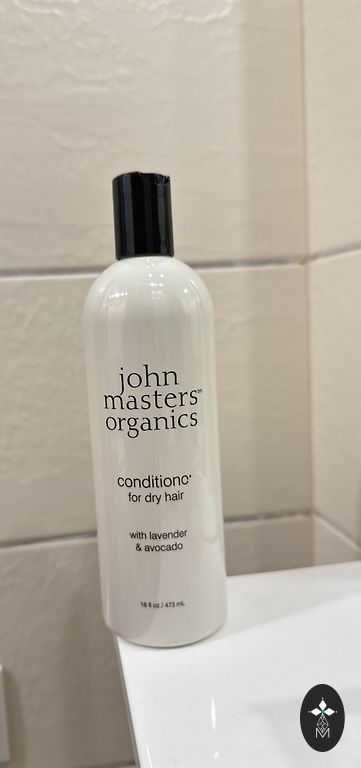 john
masters™
organics
conditioner
for dry hair
with lavender
& avocado
16 fl oz / 473 mL